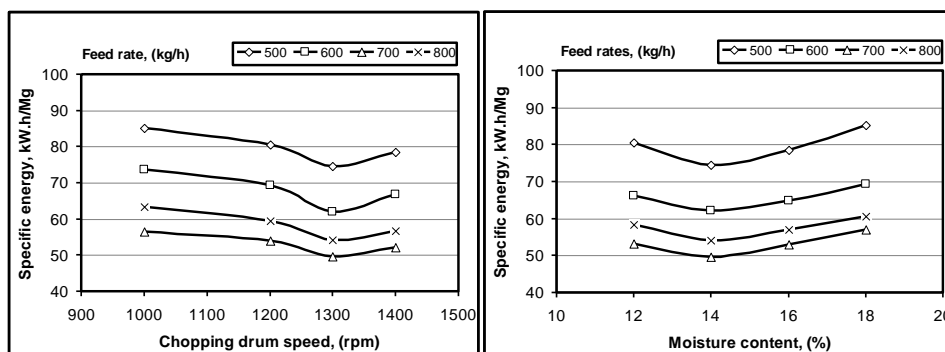 Feed rate, (kg/h) 500 600 700 800
Specific energy, kW.h/Mg
100
90
80
70
60
50
40
900 1000 1100 1200 1300 1400 1500
Chopping drum speed, (rpm)
Feed rates, (kg/h) 500 600 700 800
Specific energy, kW.h/Mg
100
90
80
70
60
50
40
10 12 14 16 18 20
Moisture content, (%)